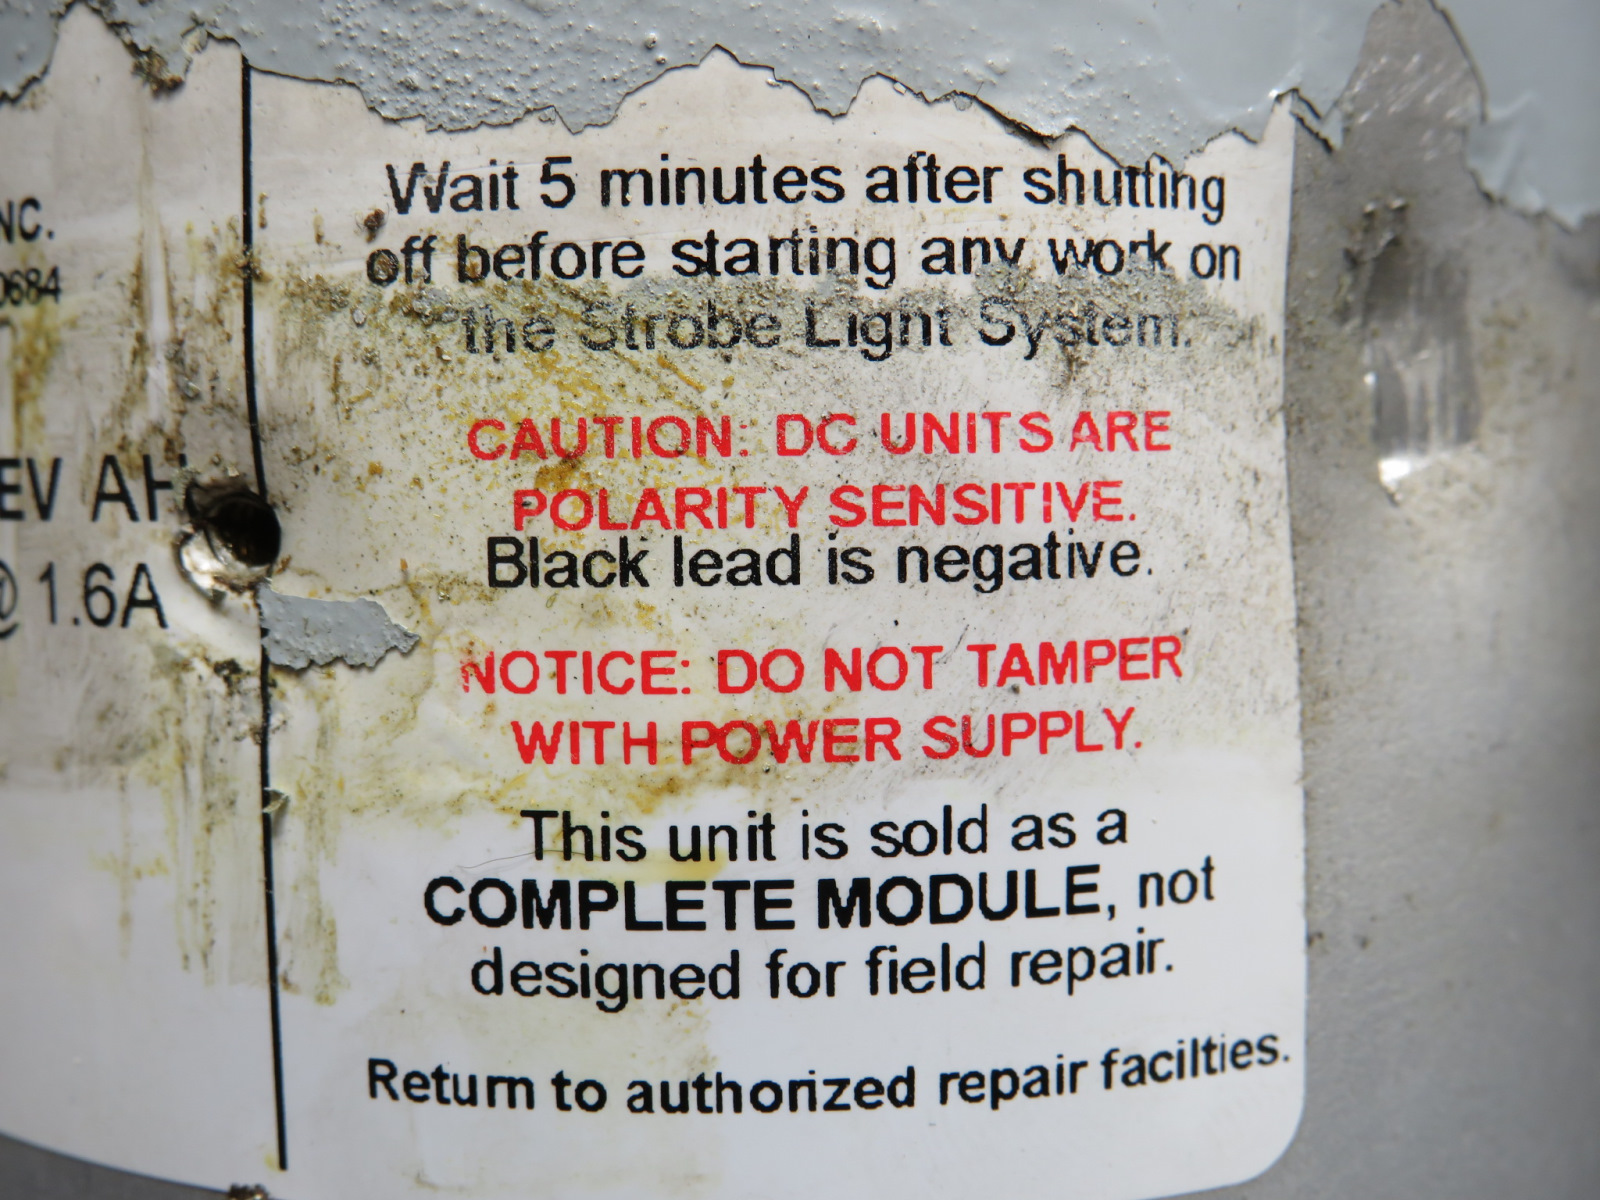 NC.
0684
EV AH
@ 1.6A
Wait 5 minutes after shutting
off before starting any work on
the Strobe Light System.
CAUTION: DC UNITS ARE
POLARITY SENSITIVE.
Black lead is negative.
NOTICE: DO NOT TAMPER
WITH POWER SUPPLY.
This unit is sold as a
COMPLETE MODULE, not
designed for field repair.
Return to authorized repair facilties.